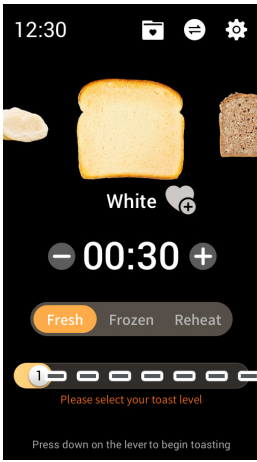 12:30
White
00:30
Fresh Frozen Reheat
1
Please select your toast level
Press down on the lever to begin toasting